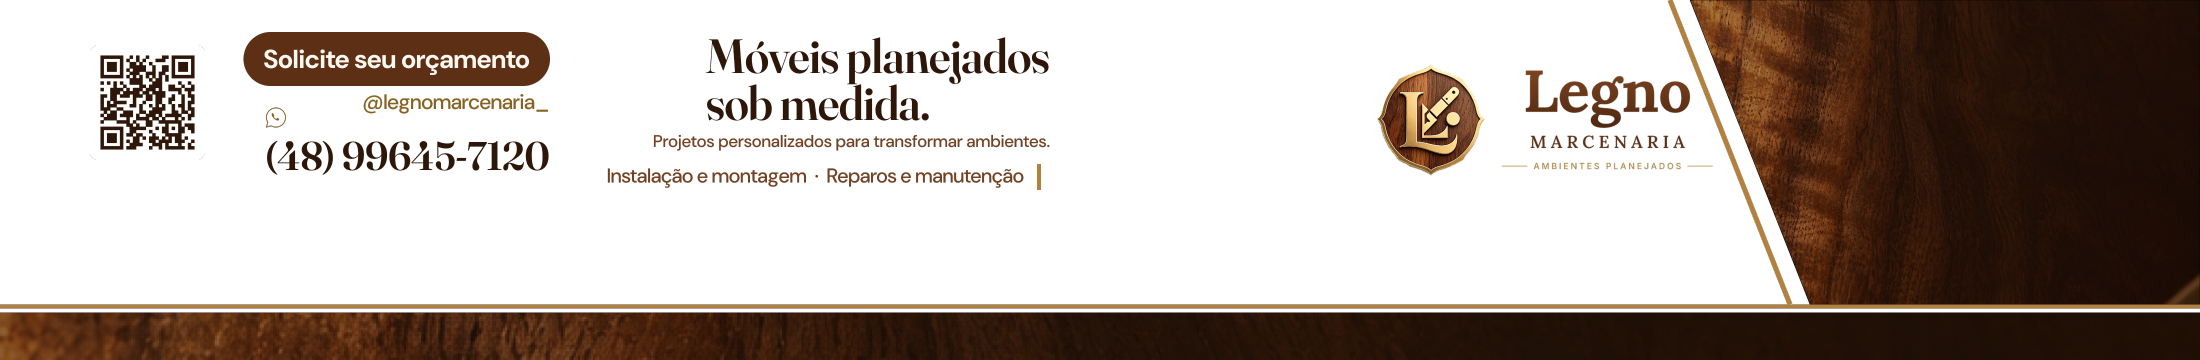 Solicite seu orçamento
@legnomarcenaria_
(48) 99645-7120
Móveis planejados
sob medida.
Projetos personalizados para transformar ambientes.
Instalação e montagem · Reparos e manutenção
L
Legno
MARCENARIA
AMBIENTES PLANEJADOS